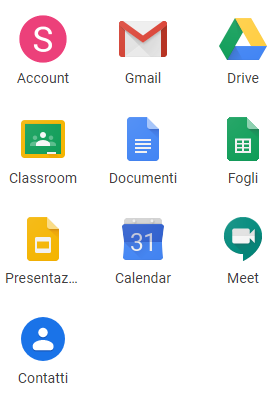 S
Account
Gmail
Drive
Classroom
Documenti
Fogli
Presentaz...
31
Calendar
Meet
Contatti